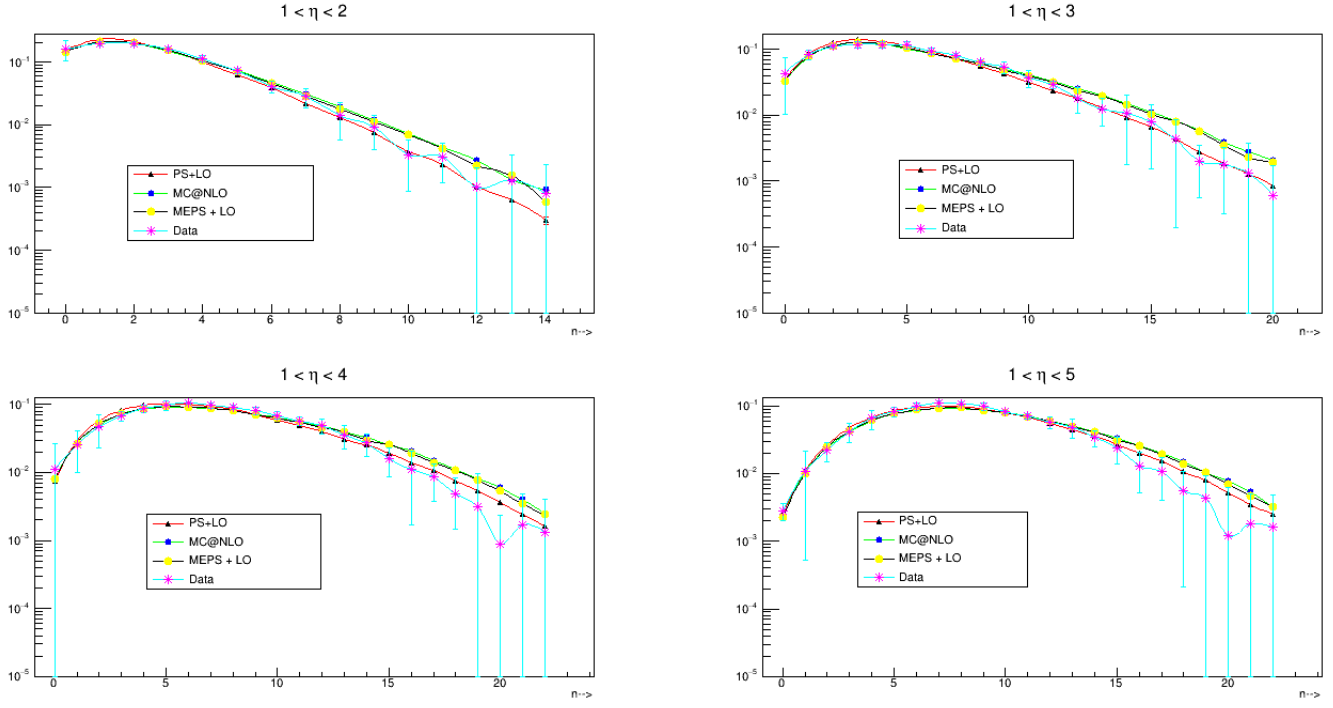 1 < η < 2
10⁻¹
10⁻²
10⁻³
10⁻⁴
10⁻⁵
PS+LO
MC@NLO
MEPS + LO
Data
0 2 4 6 8 10 12 14
n-->
1 < η < 3
10⁻¹
10⁻²
10⁻³
10⁻⁴
10⁻⁵
PS+LO
MC@NLO
MEPS + LO
Data
0 5 10 15 20
n-->
1 < η < 4
10⁻¹
10⁻²
10⁻³
10⁻⁴
10⁻⁵
PS+LO
MC@NLO
MEPS + LO
Data
0 5 10 15 20
n-->
1 < η < 5
10⁻¹
10⁻²
10⁻³
10⁻⁴
10⁻⁵
PS+LO
MC@NLO
MEPS + LO
Data
0 5 10 15 20
n-->